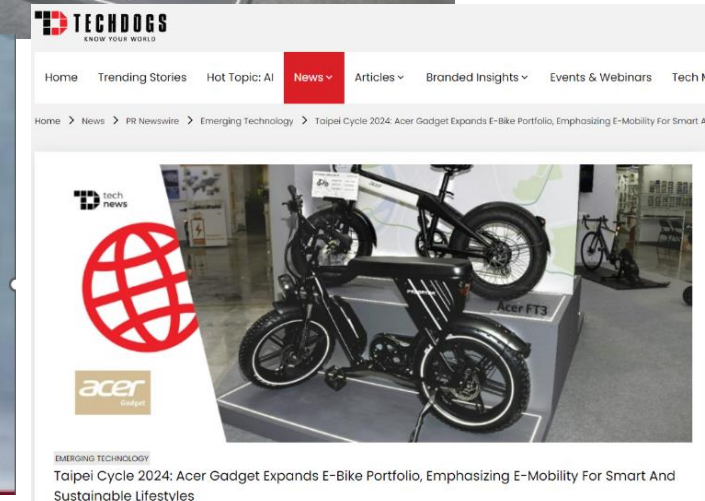 TECHDOGS
KNOW YOUR WORLD
Home Trending Stories Hot Topic: AI News Articles Branded Insights Events & Webinars Tech M
Home > News > PR Newswire > Emerging Technology > Taipei Cycle 2024: Acer Gadget Expands E-Bike Portfolio, Emphasizing E-Mobility For Smart A
tech
news
acer
Gadget
Acer FT3
EMERGING TECHNOLOGY
Taipei Cycle 2024: Acer Gadget Expands E-Bike Portfolio, Emphasizing E-Mobility For Smart And
Sustainable Lifestyles